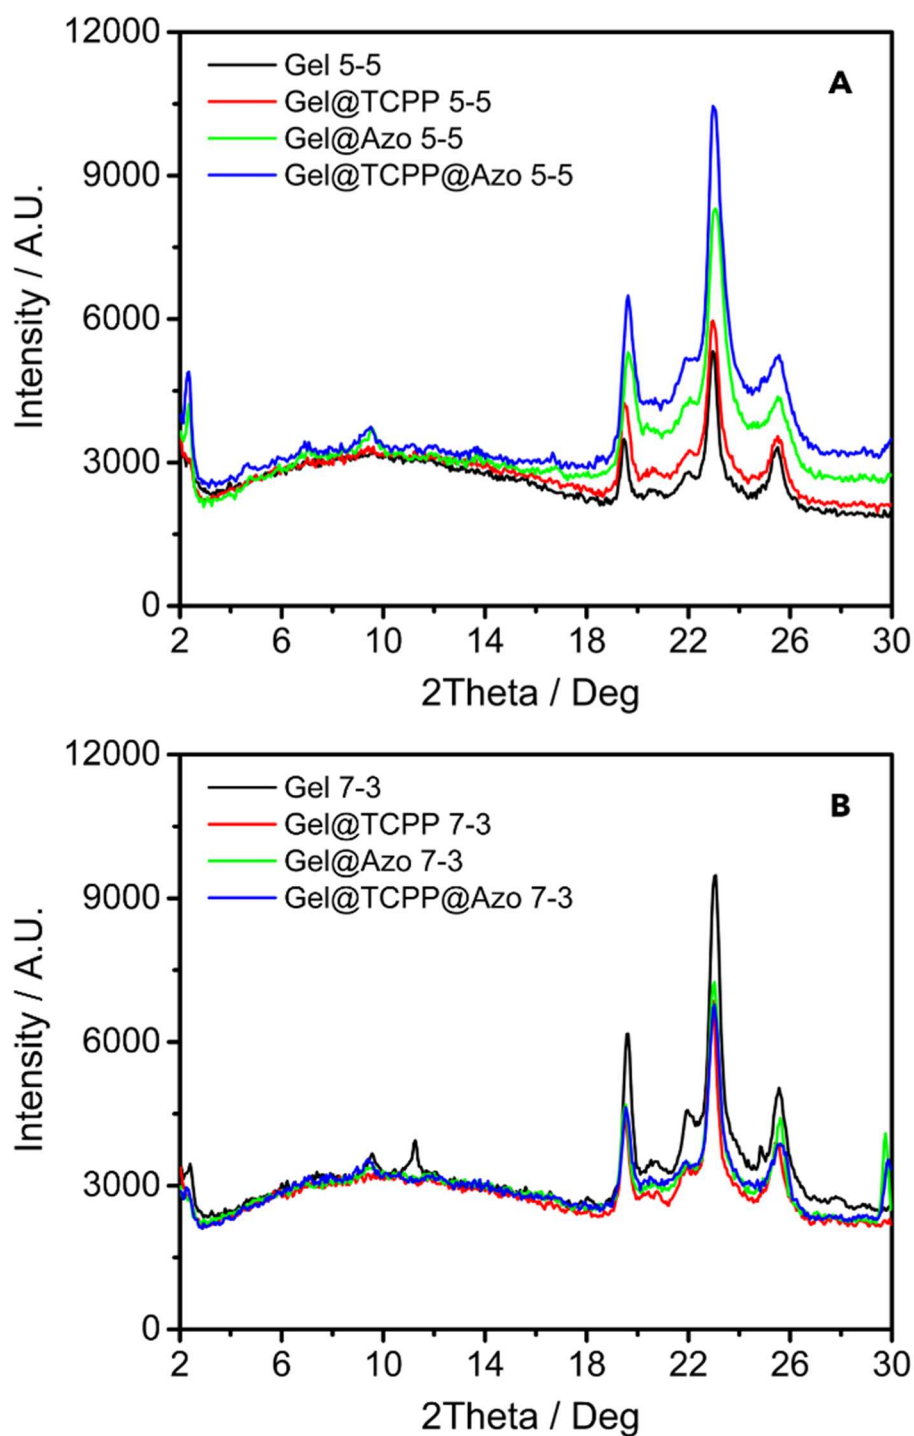 12000
9000
6000
3000
0
Intensity / A.U.
Gel 5-5
Gel@TCPP 5-5
Gel@Azo 5-5
Gel@TCPP@Azo 5-5
A
2 6 10 14 18 22 26 30
2Theta / Deg
12000
9000
6000
3000
0
Intensity / A.U.
Gel 7-3
Gel@TCPP 7-3
Gel@Azo 7-3
Gel@TCPP@Azo 7-3
B
2 6 10 14 18 22 26 30
2Theta / Deg